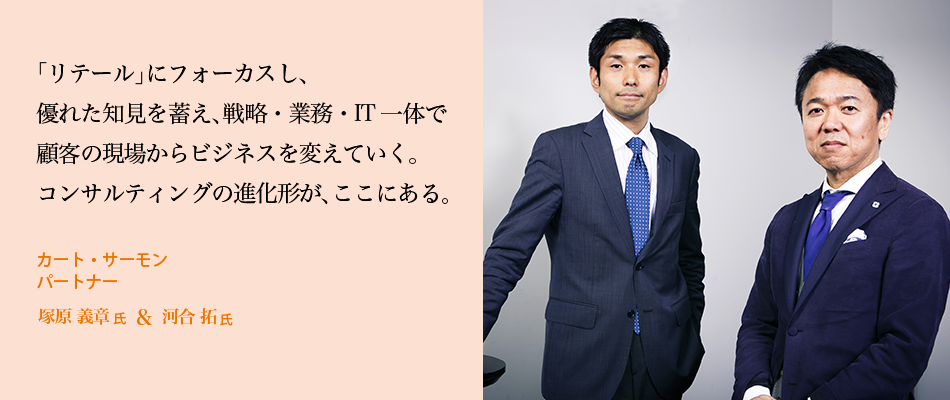 「リテール」にフォーカスし、
優れた知見を蓄え、戦略・業務・IT 一体で
顧客の現場からビジネスを変えていく。
コンサルティングの進化形が、ここにある。
カート・サーモン
パートナー
塚原 義章 氏 & 河合 拓 氏